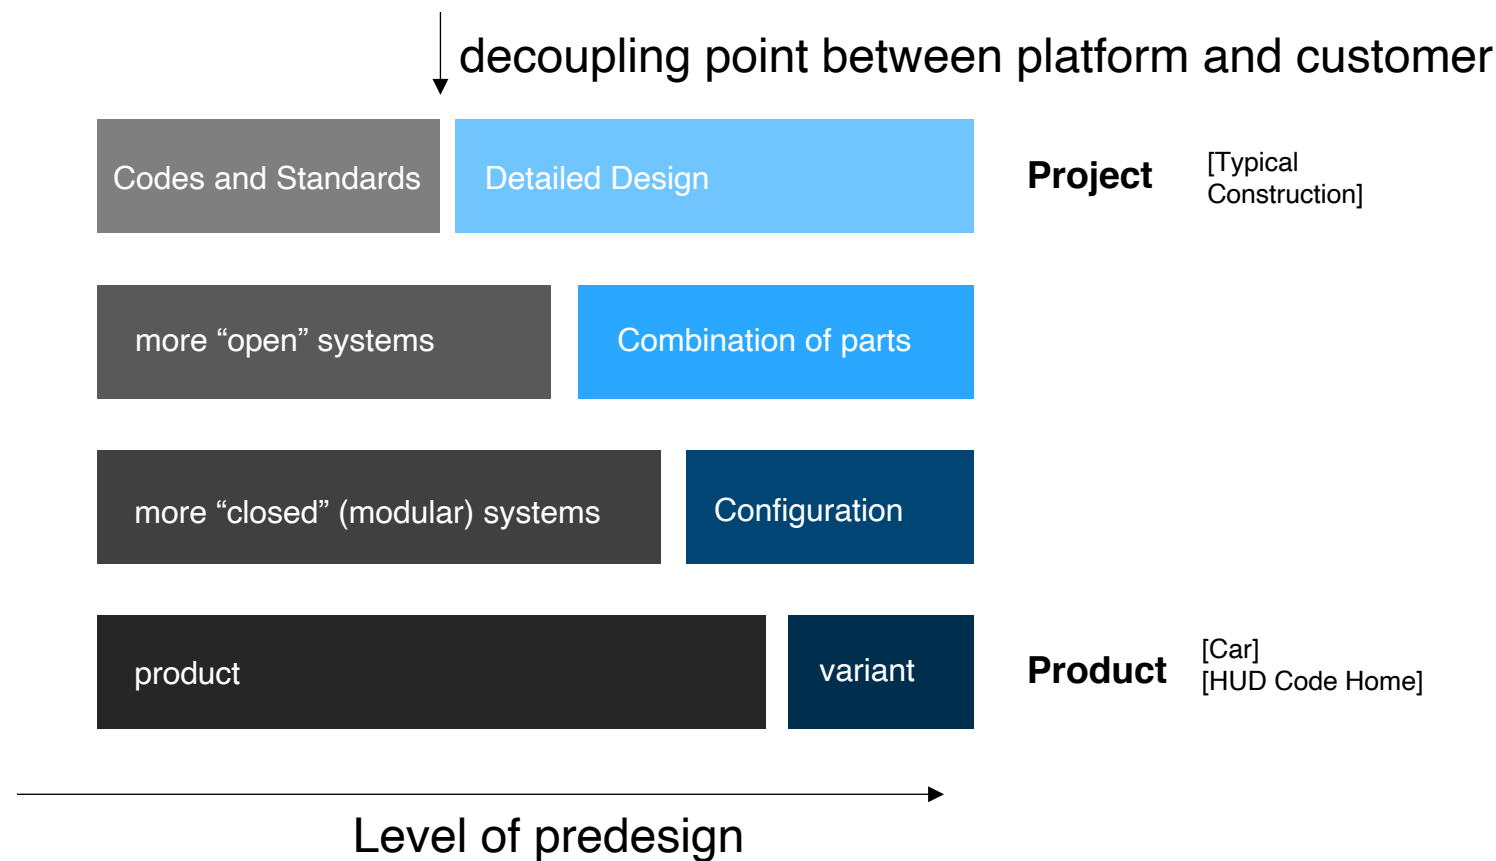 decoupling point between platform and customer
Codes and Standards
Detailed Design
Project
[Typical
Construction]
more “open” systems
Combination of parts
more “closed” (modular) systems
Configuration
product
variant
Product
[Car]
[HUD Code Home]
Level of predesign